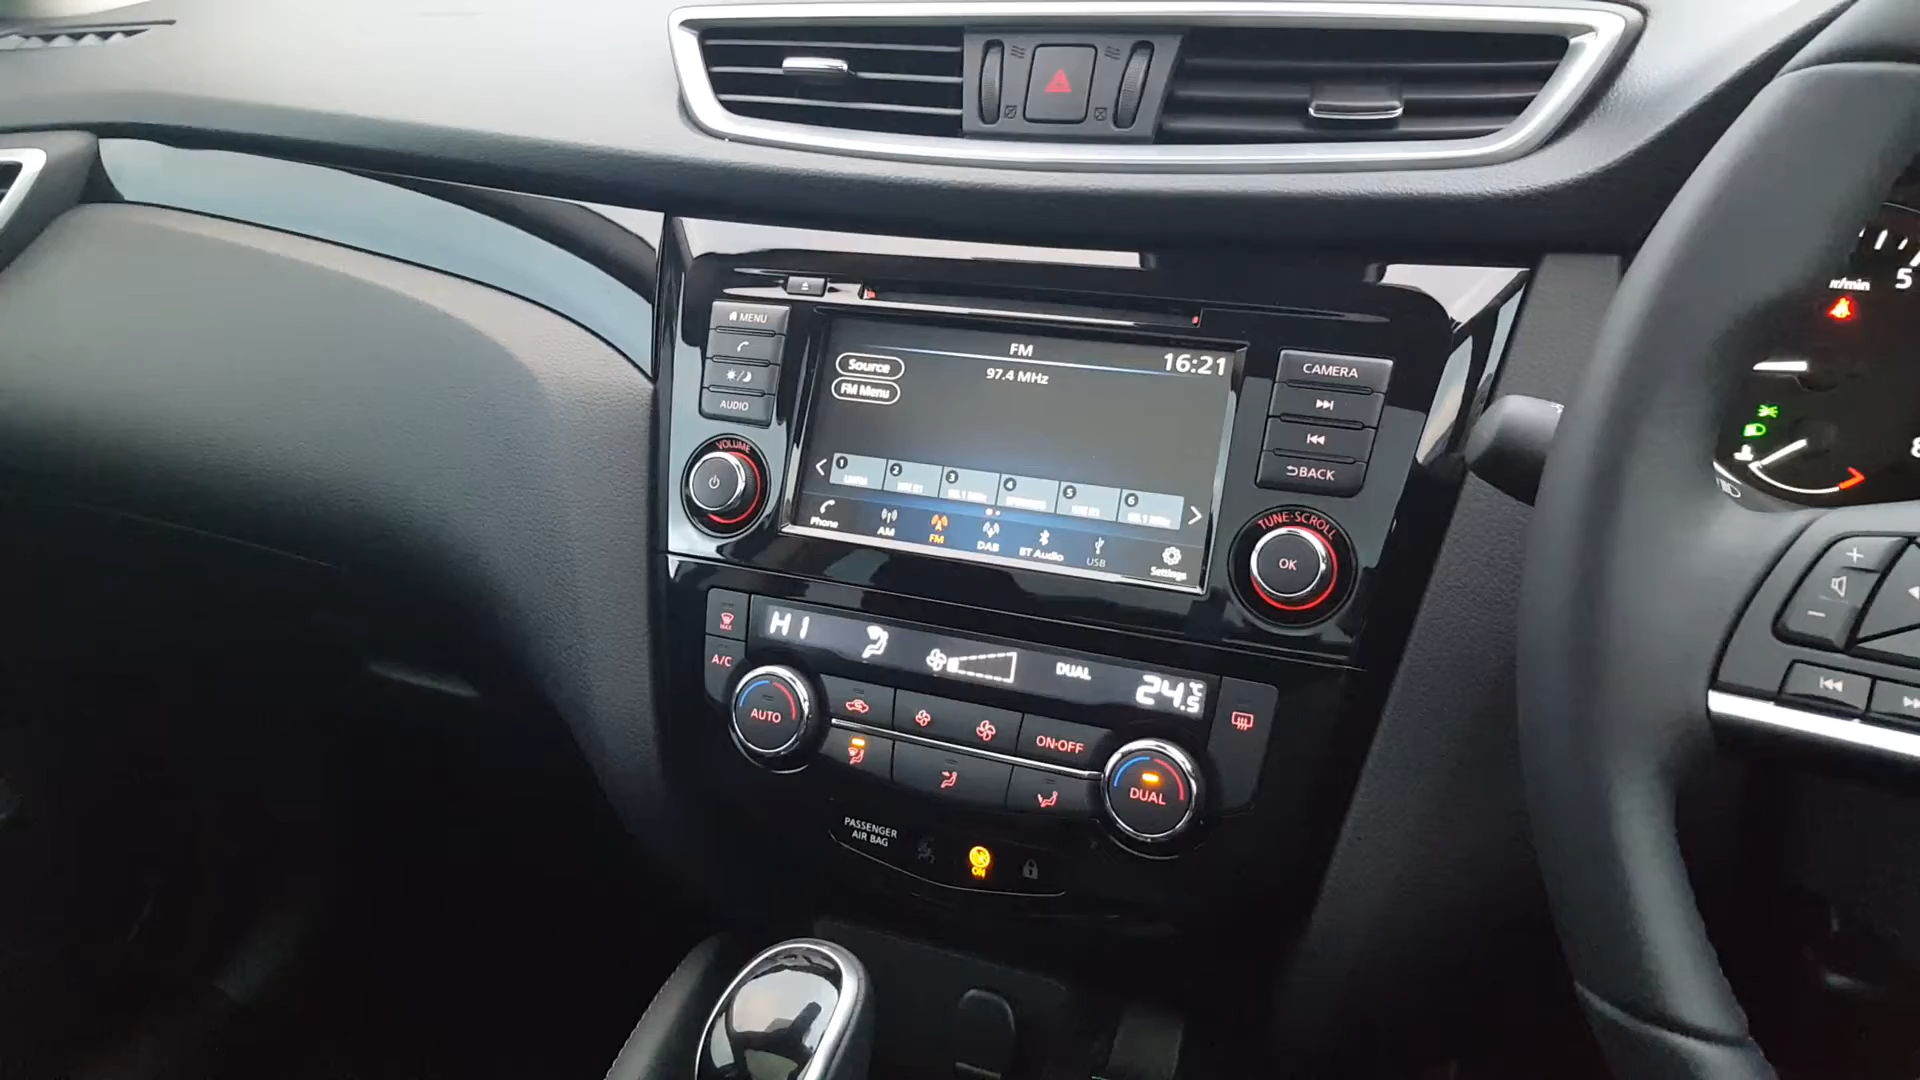 MENU
AUDIO
VOLUME
FM
16:21
97.4 MHz
Source
FM Menu
1
2
3
4
5
6
Phone
AM
FM
DAB
BT Audio
USB
Settings
CAMERA
BACK
TUNE·SCROLL
OK
MAX
A/C
HI
DUAL
24.5°C
AUTO
ON·OFF
DUAL
PASSENGER
AIR BAG
ON
r/min
5
8
+
−